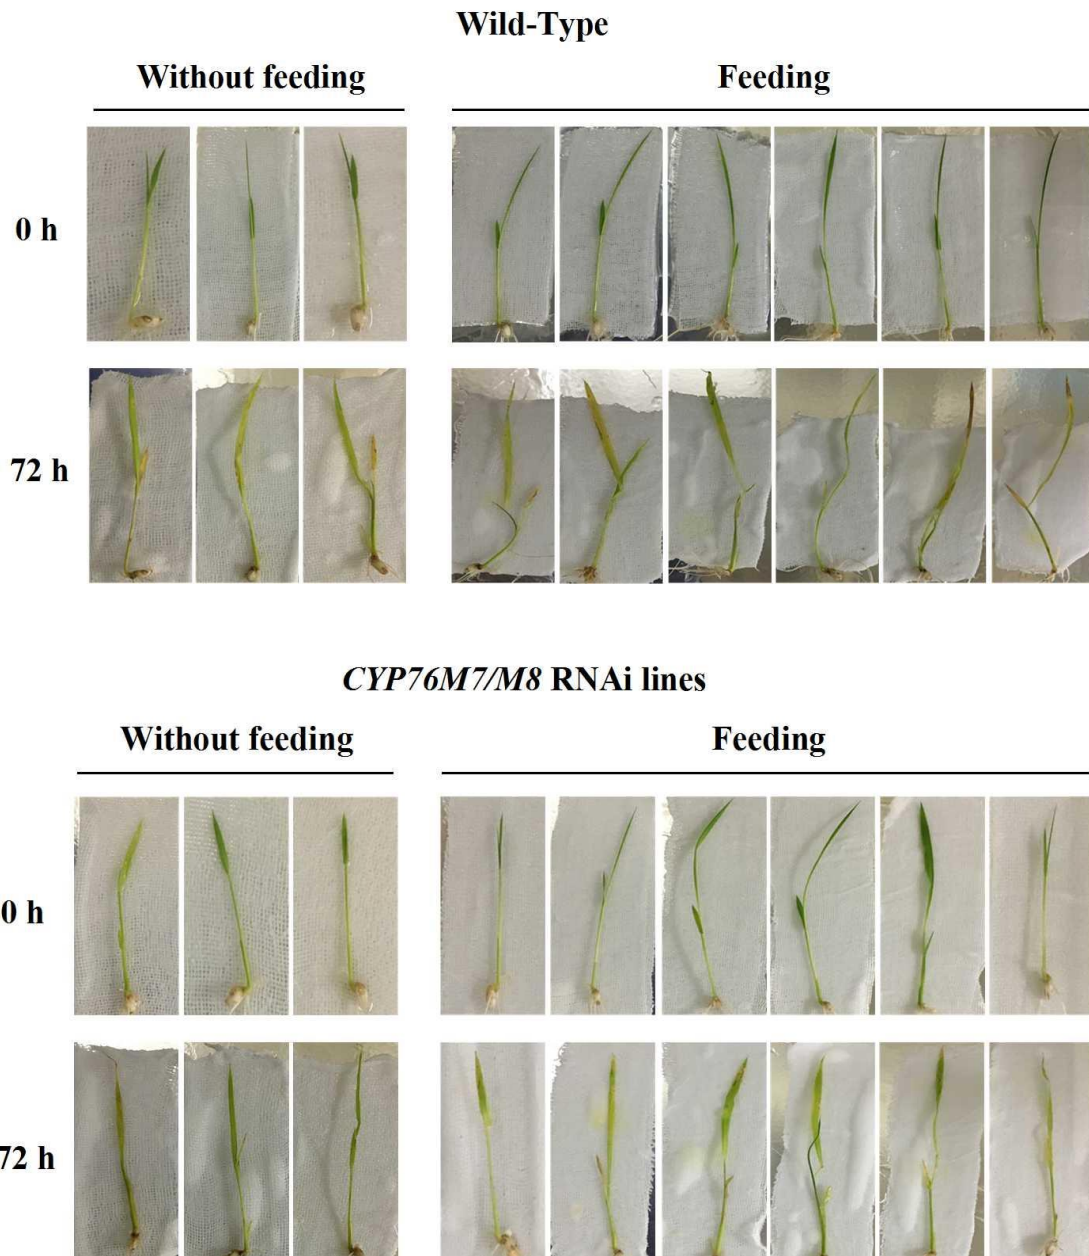 Wild-Type
Without feeding
Feeding
0 h
72 h
CYP76M7/M8 RNAi lines
Without feeding
Feeding
0 h
72 h